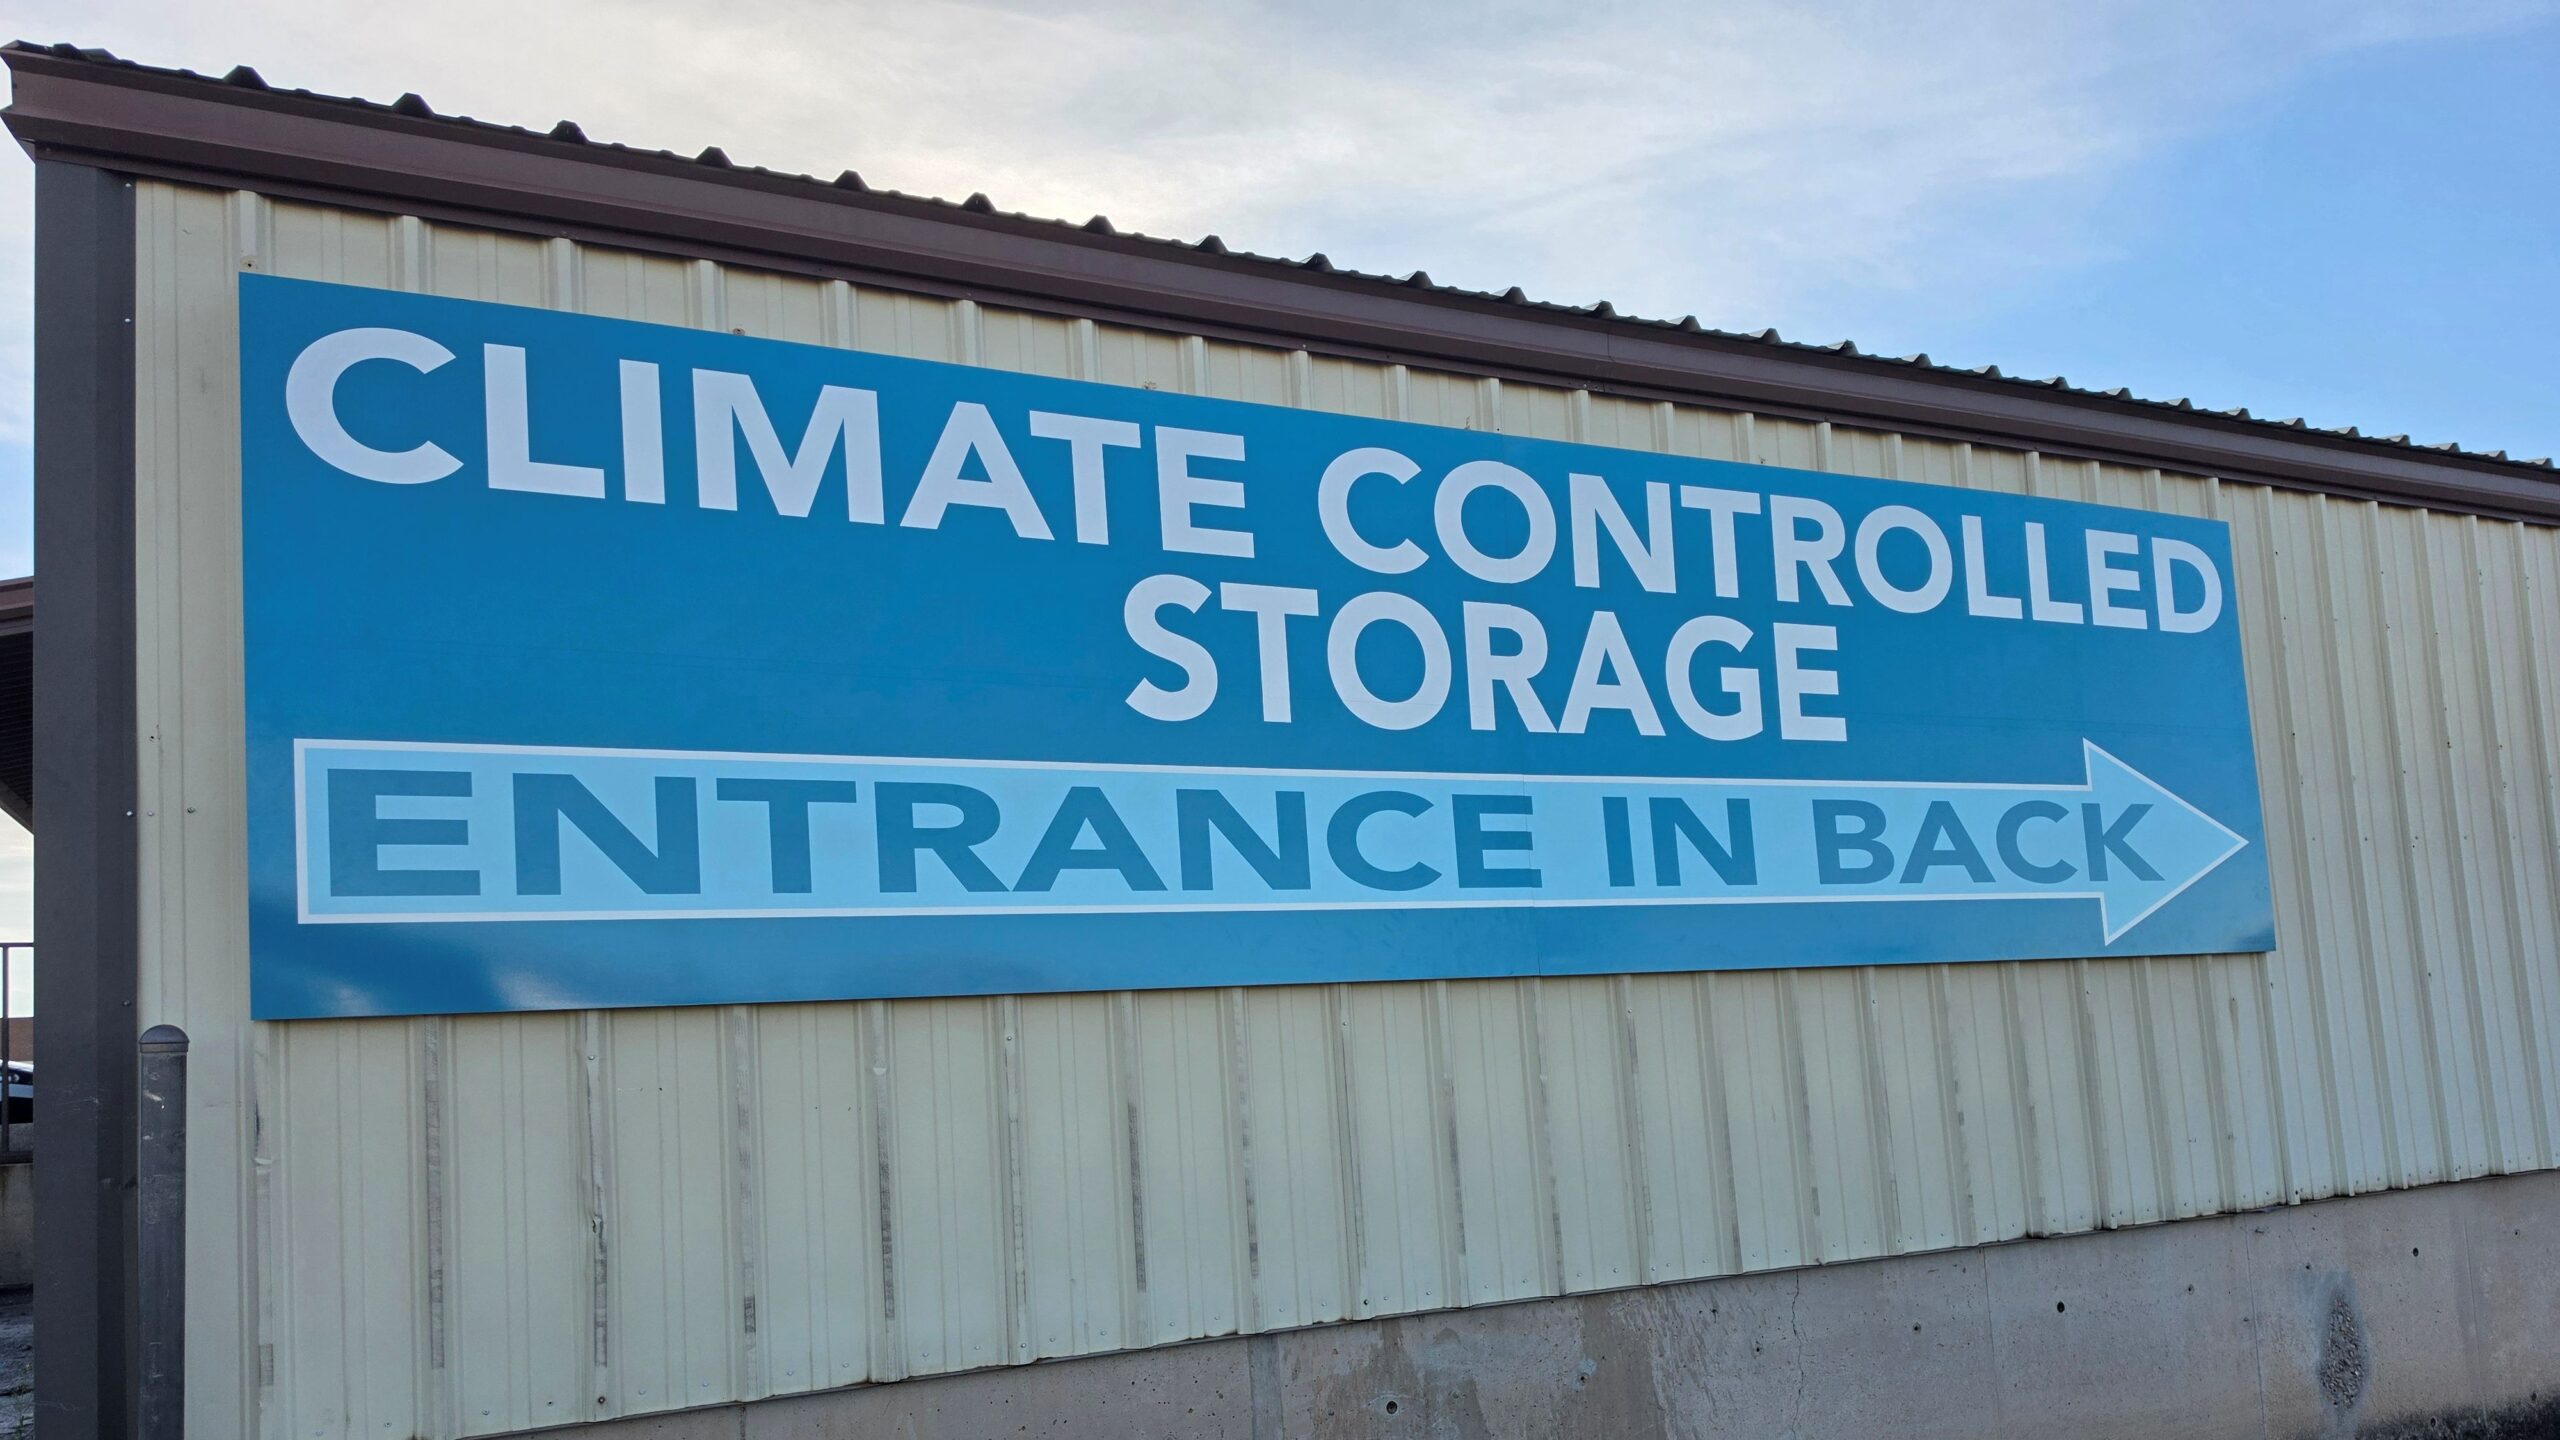 CLIMATE CONTROLLED
STORAGE
ENTRANCE IN BACK